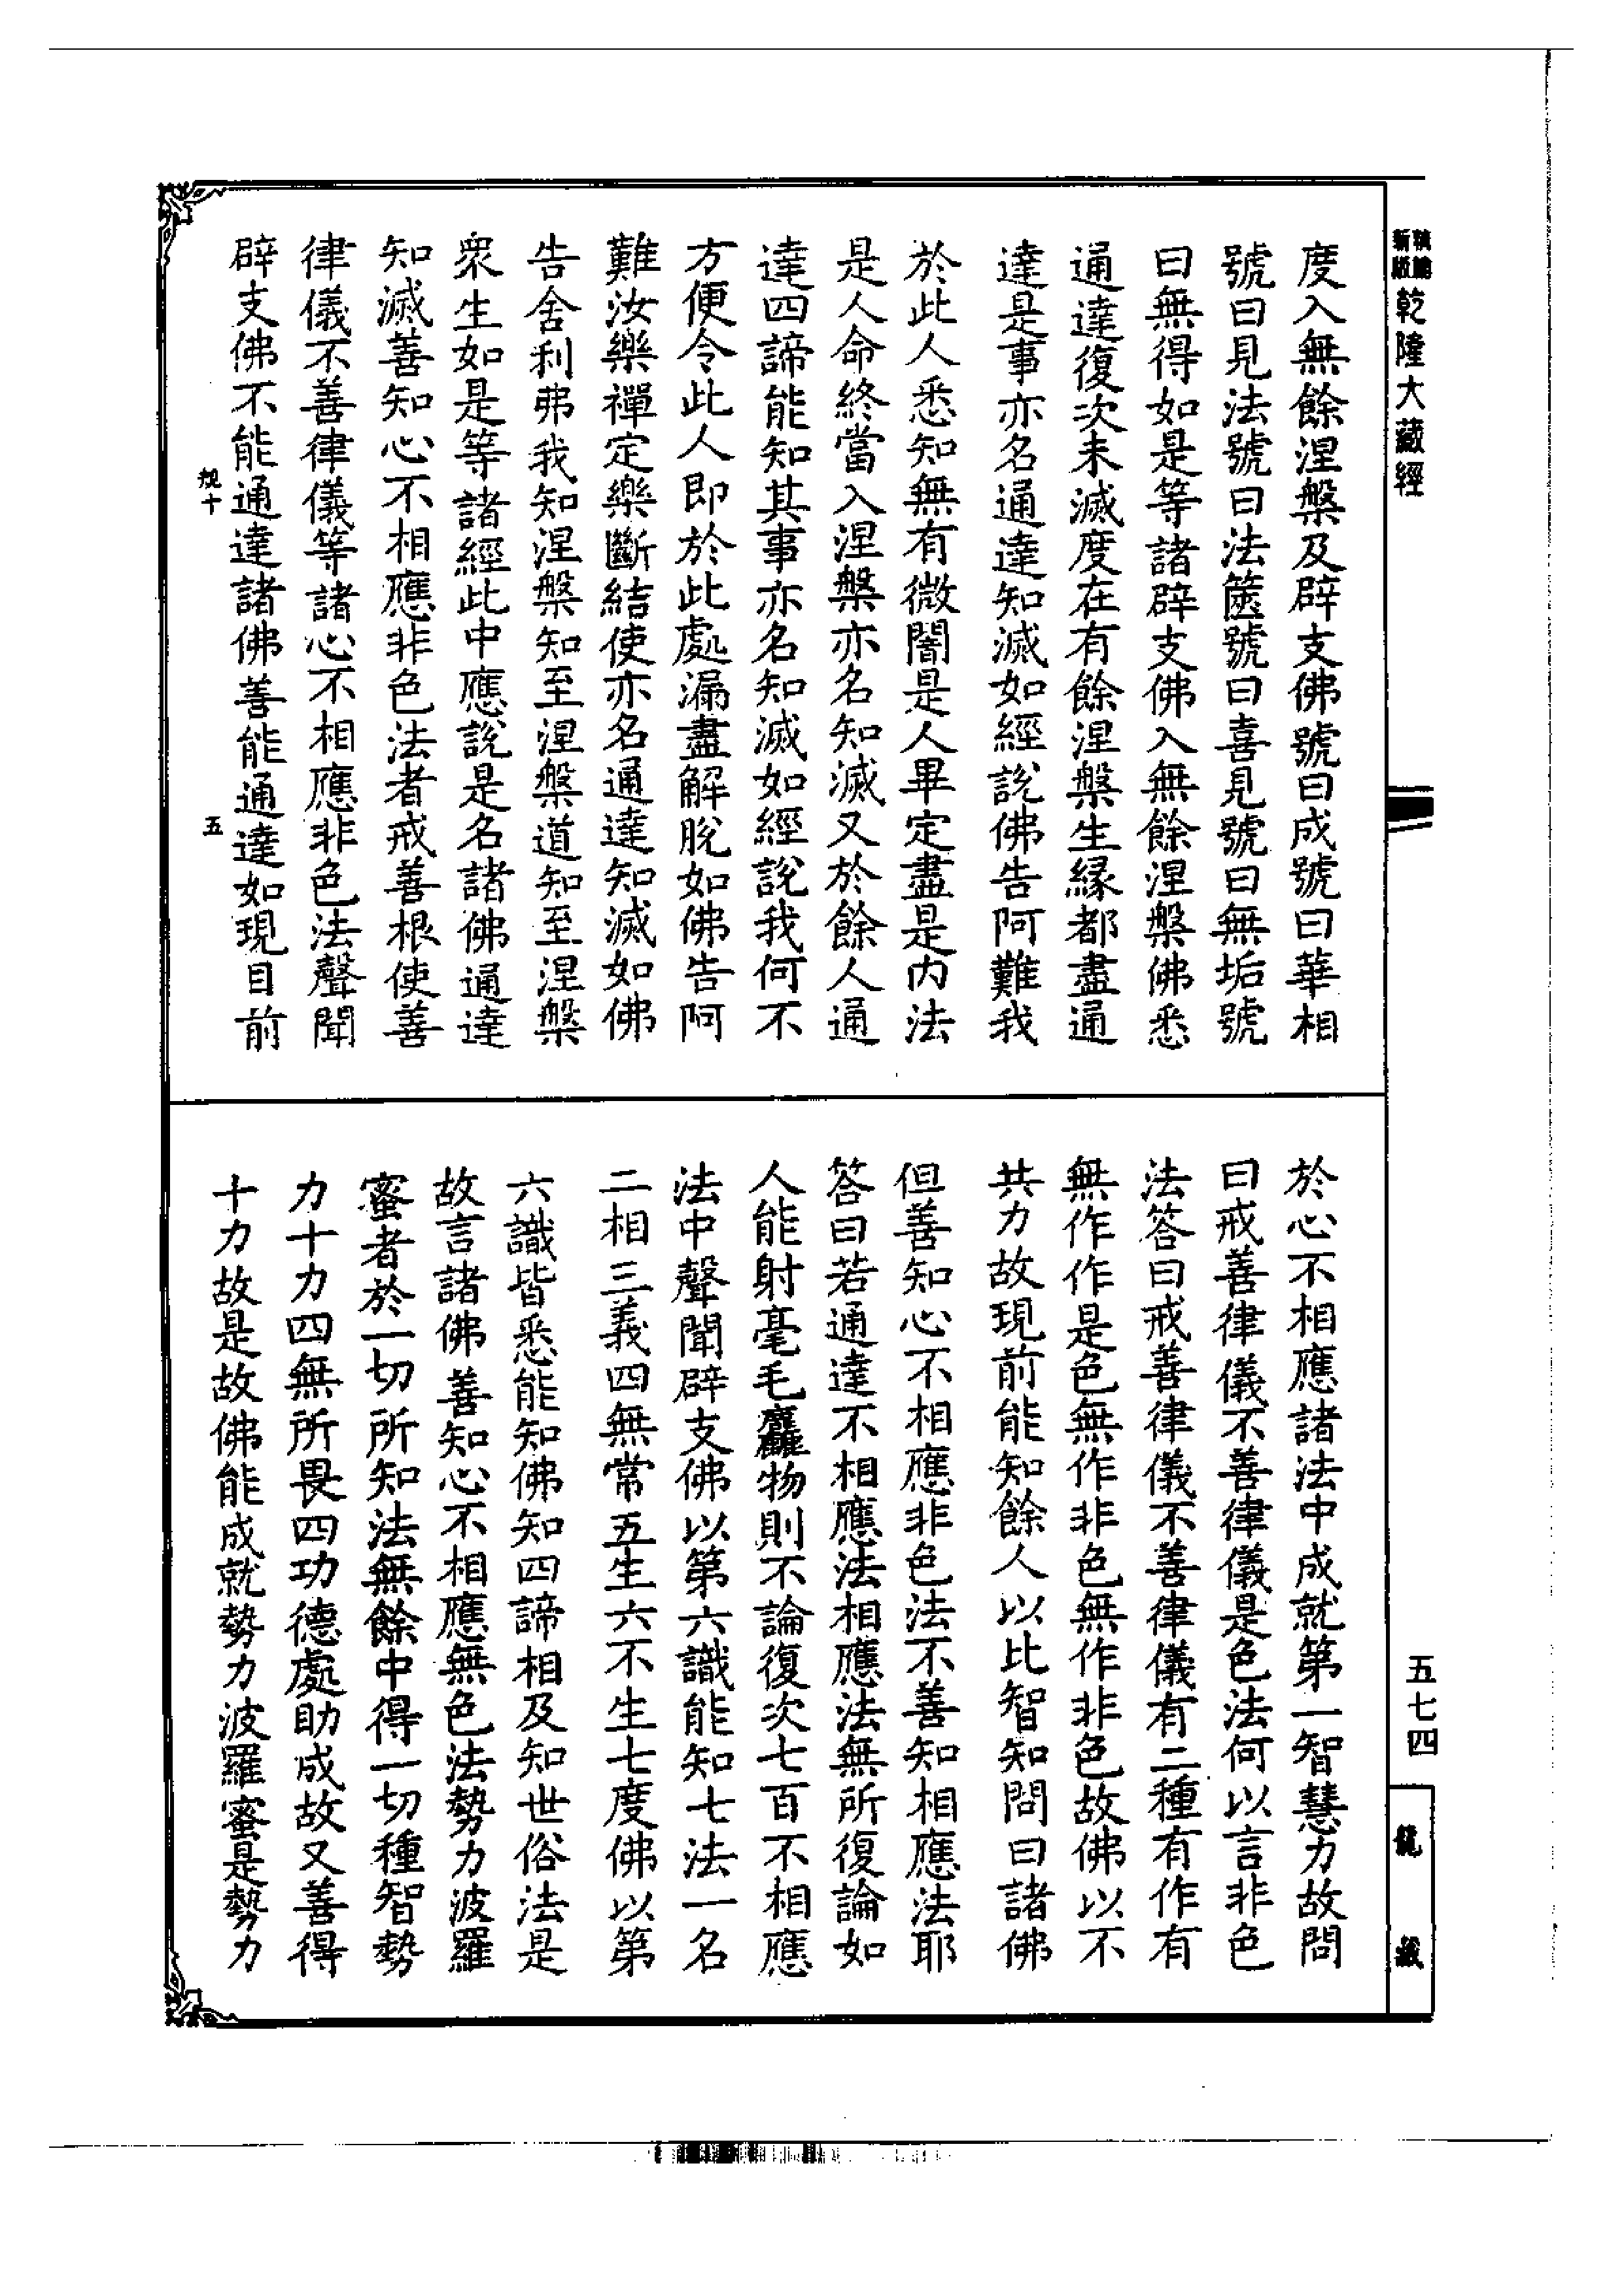 新版
乾隆大藏經
度入無餘涅槃及辟支佛號曰成號曰華相
號曰見法號曰法篋號曰喜見號曰無垢號
曰無得如是等諸辟支佛入無餘涅槃佛悉
通達復次未滅度在有餘涅槃生緣都盡通
達是事亦名通達知滅如經說佛告阿難我
於此人悉知無有微闇是人畢定盡是内法
是人命終當入涅槃亦名知滅又於餘人通
達四諦能知其事亦名知滅如經說我何不
方便令此人即於此處漏盡解脫如佛告阿
難汝樂禪定樂斷結使亦名通達知滅如佛
告舍利弗我知涅槃知至涅槃道知至涅槃
衆生如是等諸經此中應說是名諸佛通達
知滅善知心不相應非色法者戒善根使善
律儀不善律儀等諸心不相應非色法聲聞
辟支佛不能通達諸佛善能通達如現目前
規十
五
於心不相應諸法中成就第一智慧力故問
曰戒善律儀不善律儀是色法何以言非色
法答曰戒善律儀不善律儀有二種有作有
無作作是色無作非色無作非色故佛以不
共力故現前能知餘人以比智知問曰諸佛
但善知心不相應非色法不善知相應法耶
答曰若通達不相應法相應法無所復論如
人能射毫毛麤物則不論復次七百不相應
法中聲聞辟支佛以第六識能知七法一名
二相三義四無常五生六不生七度佛以第
六識皆悉能知佛知四諦相及知世俗法是
故言諸佛善知心不相應無色法勢力波羅
蜜者於一切所知法無餘中得一切種智勢
力十力四無所畏四功德處助成故又善得
十力故是故佛能成就勢力波羅蜜是勢力
五七四
龍藏